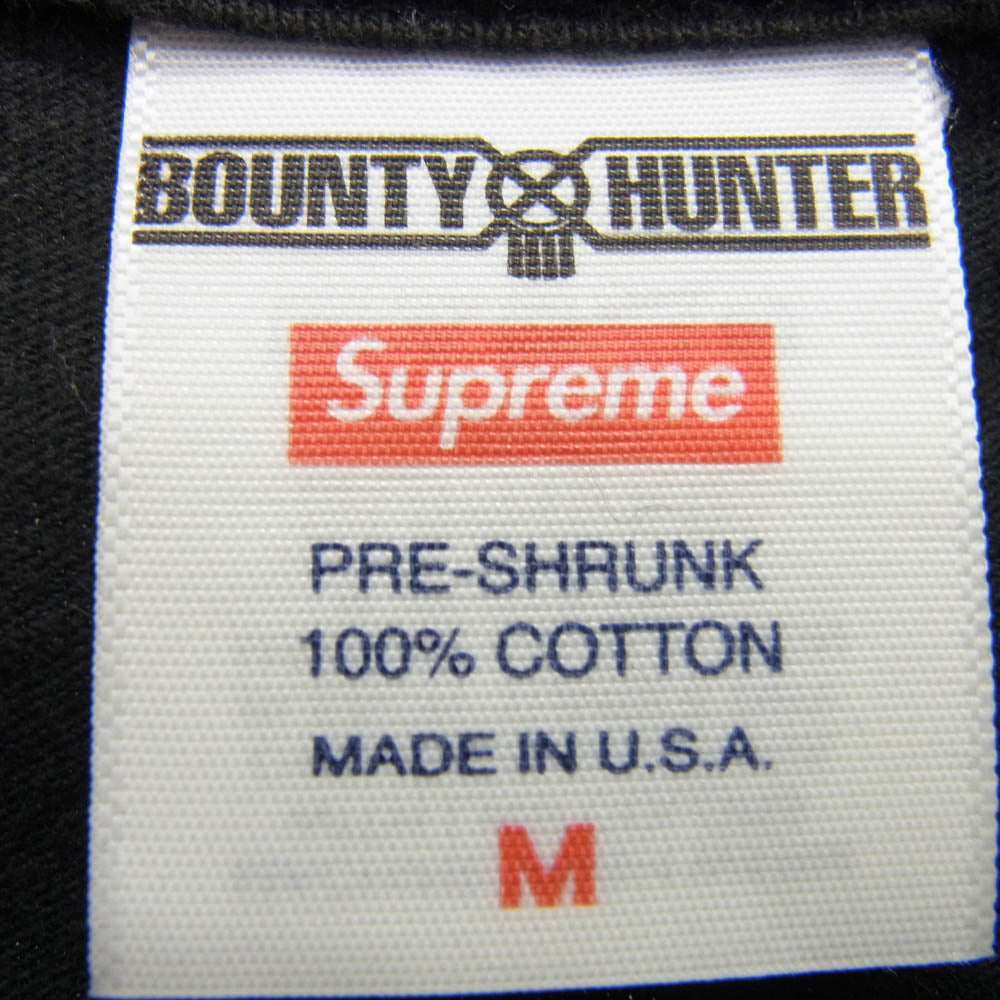 BOUNTY HUNTER
Supreme
PRE-SHRUNK
100% COTTON
MADE IN U.S.A.
M